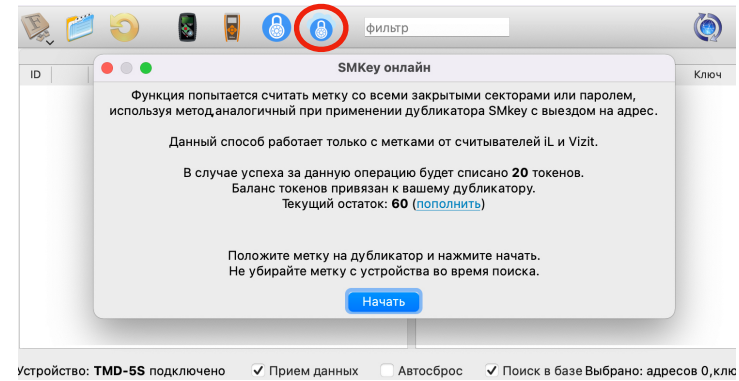 фильтр
ID
Ключ
SMKey онлайн
Функция попытается считать метку со всеми закрытыми секторами или паролем,
используя метод,аналогичный при применении дубликатора SMkey с выездом на адрес.
Данный способ работает только с метками от считывателей iL и Vizit.
В случае успеха за данную операцию будет списано 20 токенов.
Баланс токенов привязан к вашему дубликатору.
Текущий остаток: 60 (пополнить)
Положите метку на дубликатор и нажмите начать.
Не убирайте метку с устройства во время поиска.
Начать
Устройство: TMD-5S подключено Прием данных Автосброс Поиск в базе Выбрано: адресов 0,клю